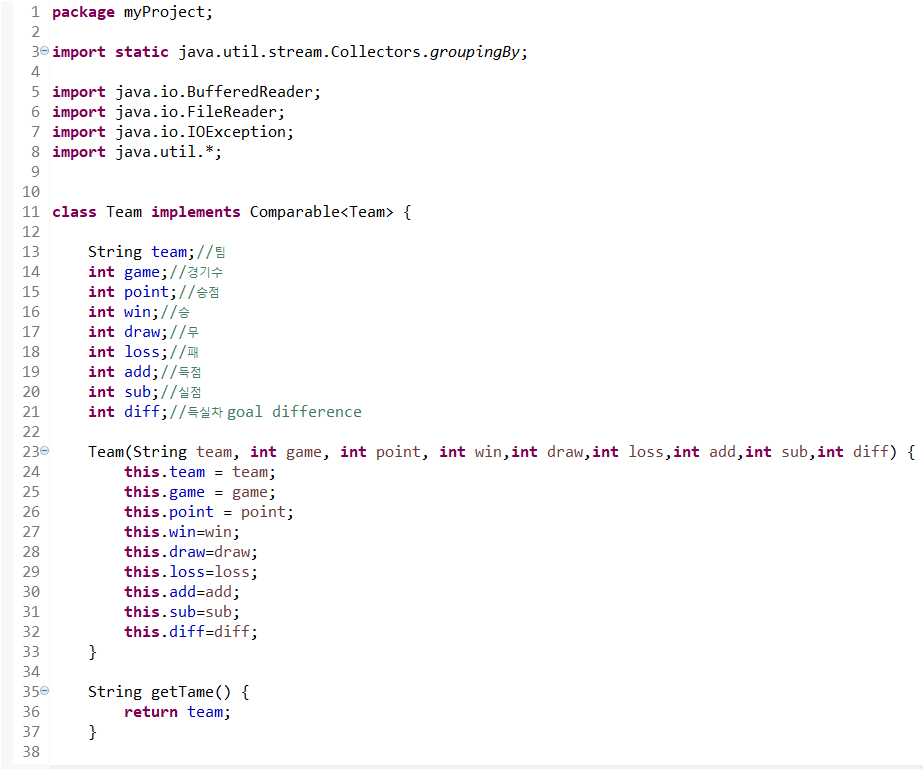 1 package myProject;
2
3 import static java.util.stream.Collectors.groupingBy;
4
5 import java.io.BufferedReader;
6 import java.io.FileReader;
7 import java.io.IOException;
8 import java.util.*;
9
10
11 class Team implements Comparable<Team> {
12
13     String team;//팀
14     int game;//경기수
15     int point;//승점
16     int win;//승
17     int draw;//무
18     int loss;//패
19     int add;//득점
20     int sub;//실점
21     int diff;//득실차 goal difference
22
23     Team(String team, int game, int point, int win,int draw,int loss,int add,int sub,int diff) {
24         this.team = team;
25         this.game = game;
26         this.point = point;
27         this.win=win;
28         this.draw=draw;
29         this.loss=loss;
30         this.add=add;
31         this.sub=sub;
32         this.diff=diff;
33     }
34
35     String getTame() {
36         return team;
37     }
38